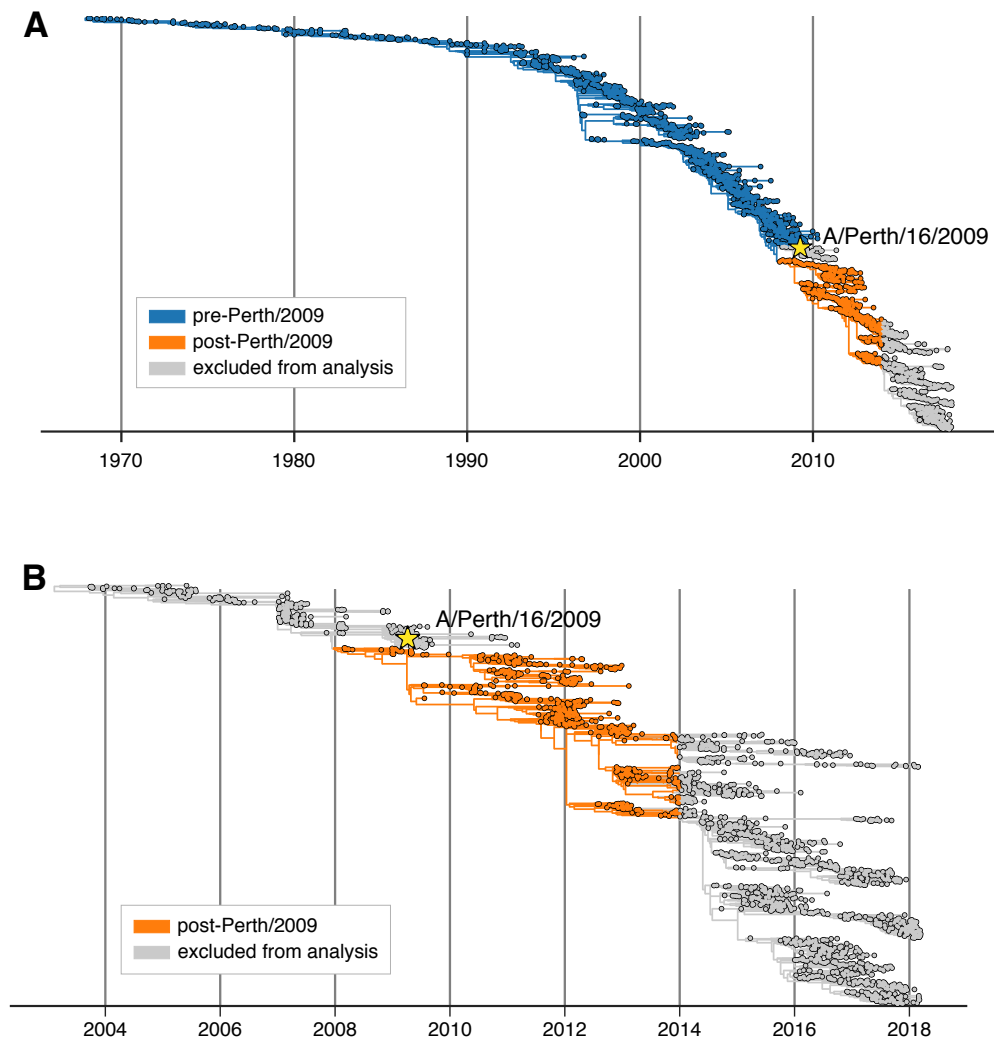 A
A/Perth/16/2009
pre-Perth/2009
post-Perth/2009
excluded from analysis
1970 1980 1990 2000 2010
B
A/Perth/16/2009
post-Perth/2009
excluded from analysis
2004 2006 2008 2010 2012 2014 2016 2018